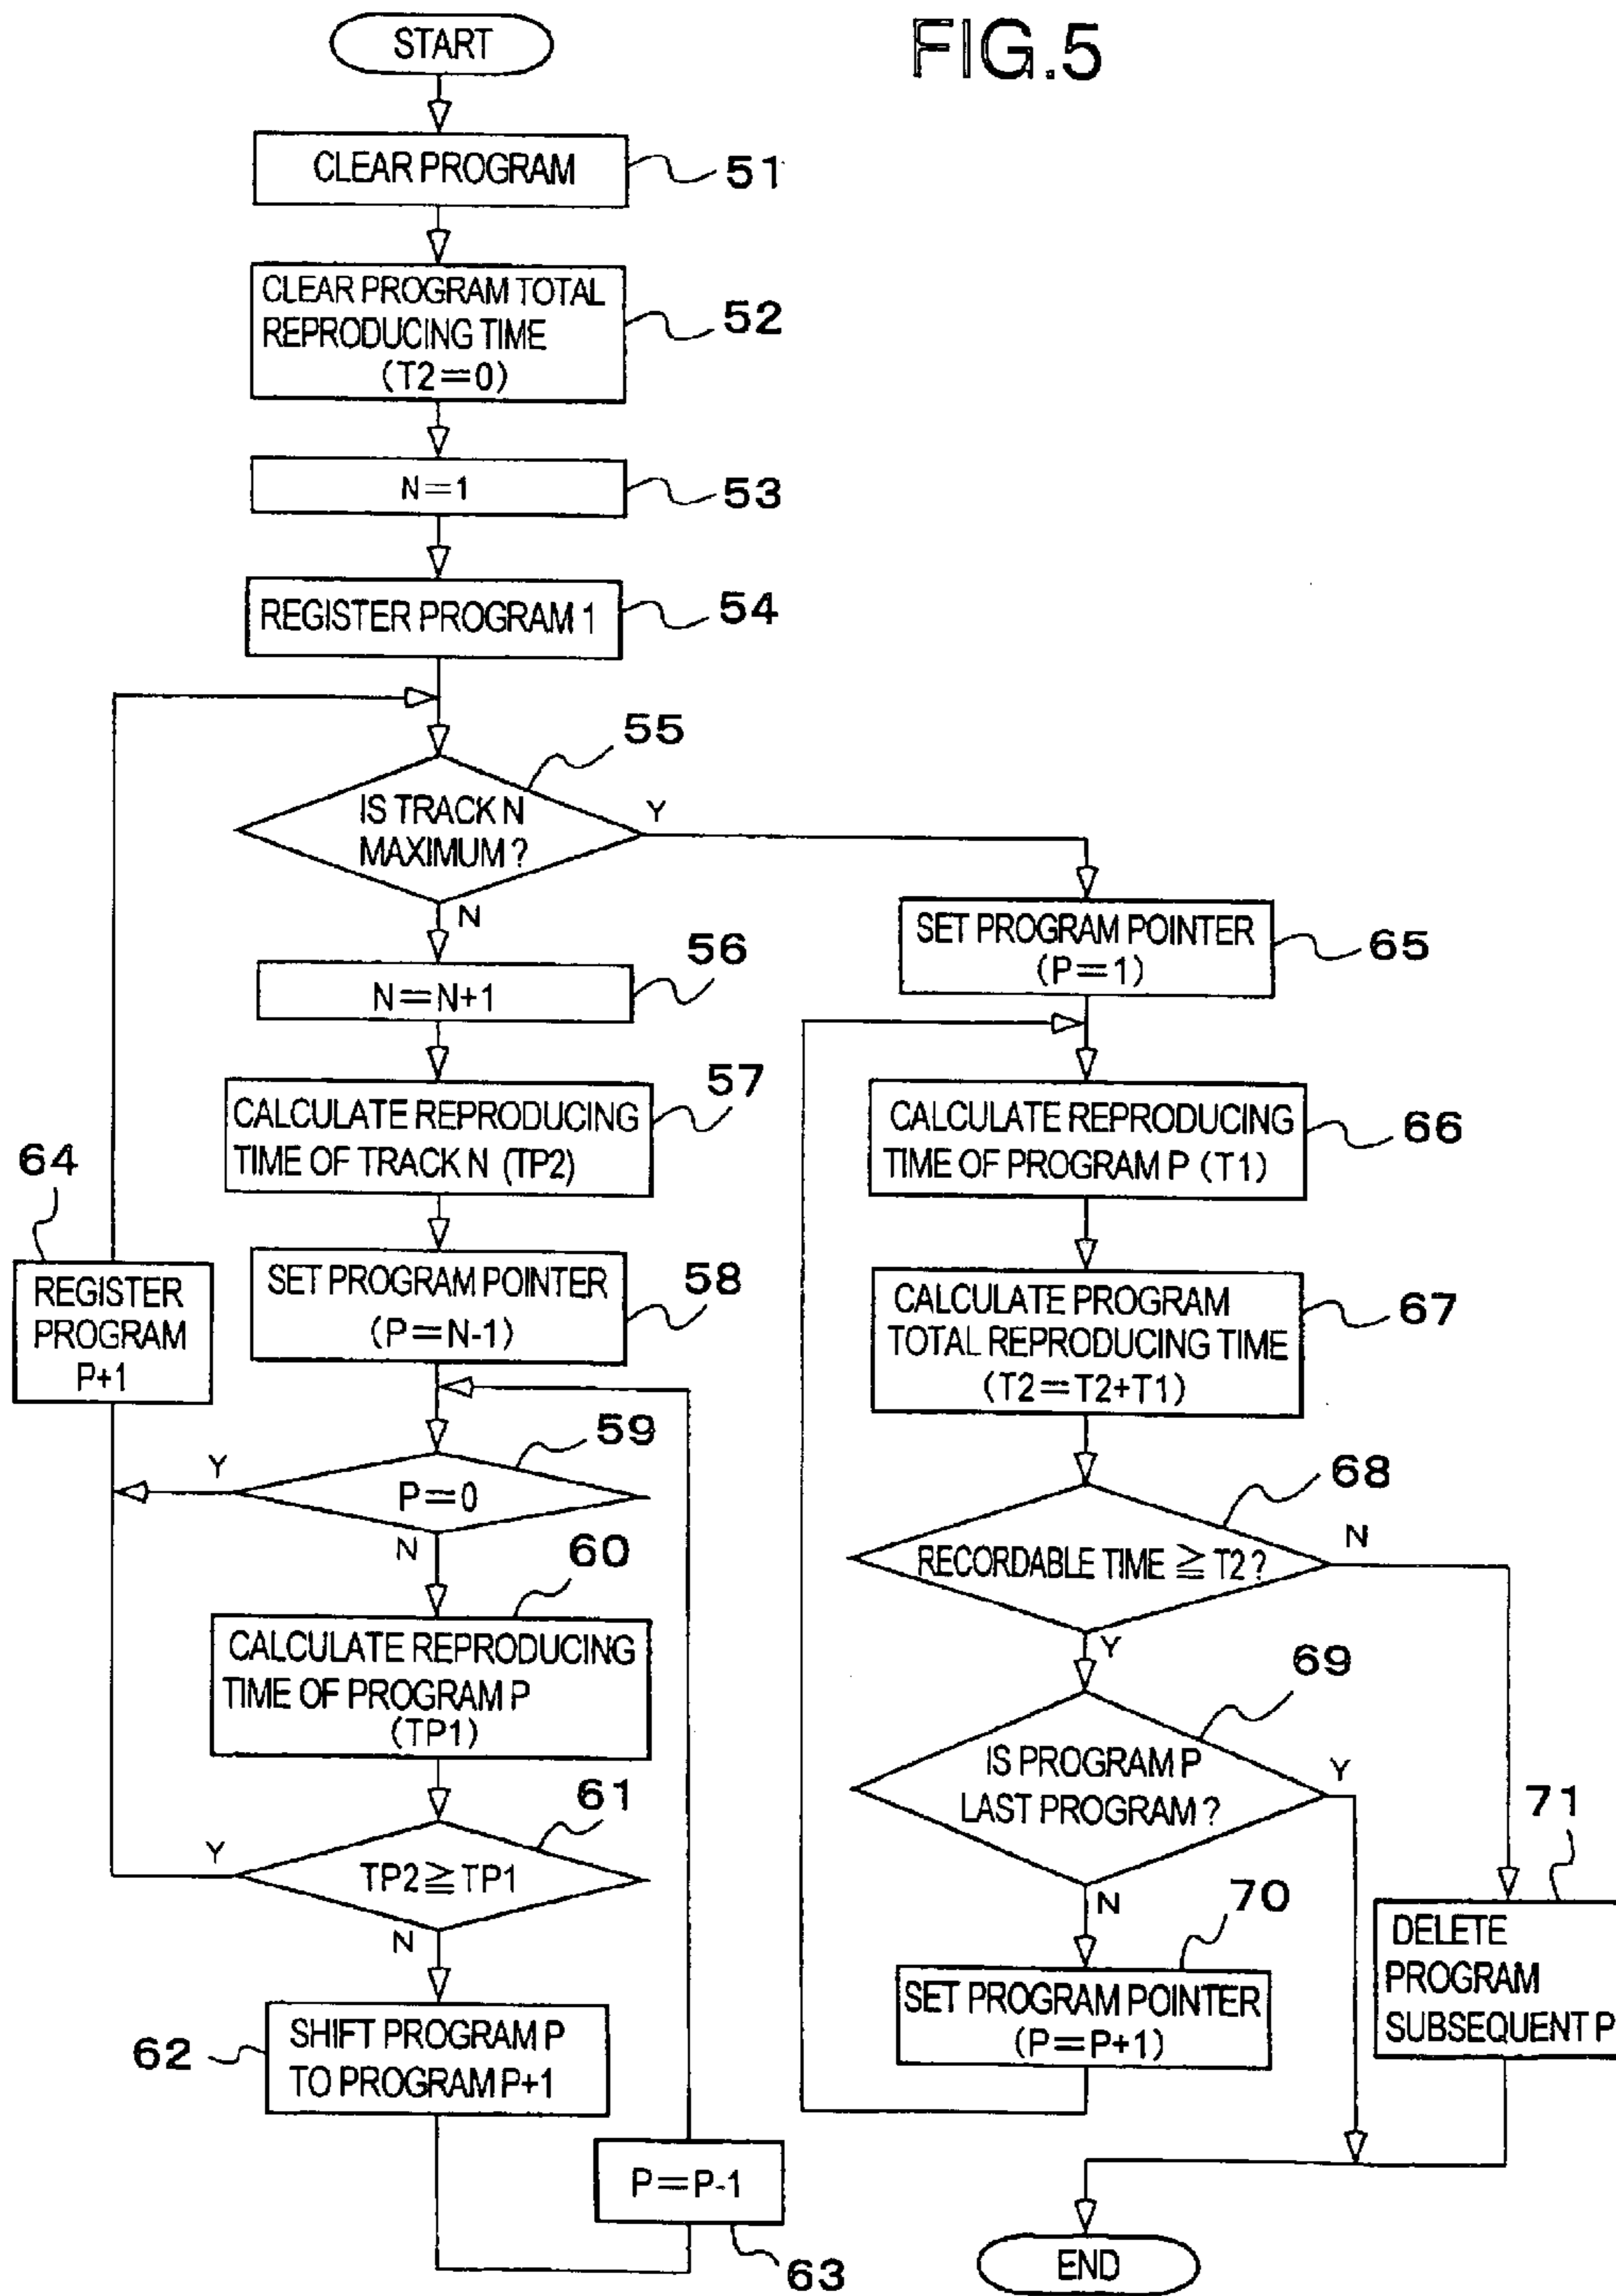 FIG.5
START
CLEAR PROGRAM
51
CLEAR PROGRAM TOTAL
REPRODUCING TIME
(T2=0)
52
N=1
53
REGISTER PROGRAM 1
54
55
IS TRACK N
MAXIMUM?
Y
N
N=N+1
56
CALCULATE REPRODUCING
TIME OF TRACK N (TP2)
57
SET PROGRAM POINTER
(P=N-1)
58
59
P=0
Y
N
60
CALCULATE REPRODUCING
TIME OF PROGRAM P
(TP1)
61
TP2≧TP1
Y
N
62
SHIFT PROGRAM P
TO PROGRAM P+1
P=P-1
63
64
REGISTER
PROGRAM
P+1
SET PROGRAM POINTER
(P=1)
65
CALCULATE REPRODUCING
TIME OF PROGRAM P (T1)
66
CALCULATE PROGRAM
TOTAL REPRODUCING TIME
(T2=T2+T1)
67
68
RECORDABLE TIME ≧ T2?
N
Y
69
IS PROGRAM P
LAST PROGRAM?
Y
N
70
SET PROGRAM POINTER
(P=P+1)
71
DELETE
PROGRAM
SUBSEQUENT P
END